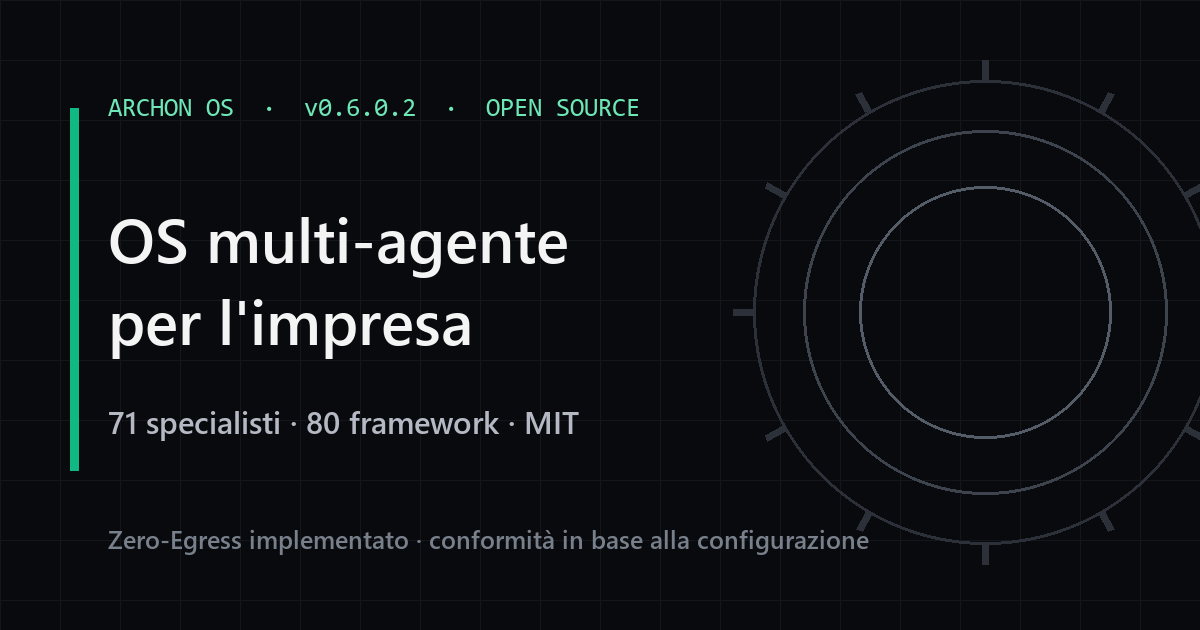 ARCHON OS · v0.6.0.2 · OPEN SOURCE
OS multi-agente
per l'impresa
71 specialisti · 80 framework · MIT
Zero-Egress implementato · conformità in base alla configurazione